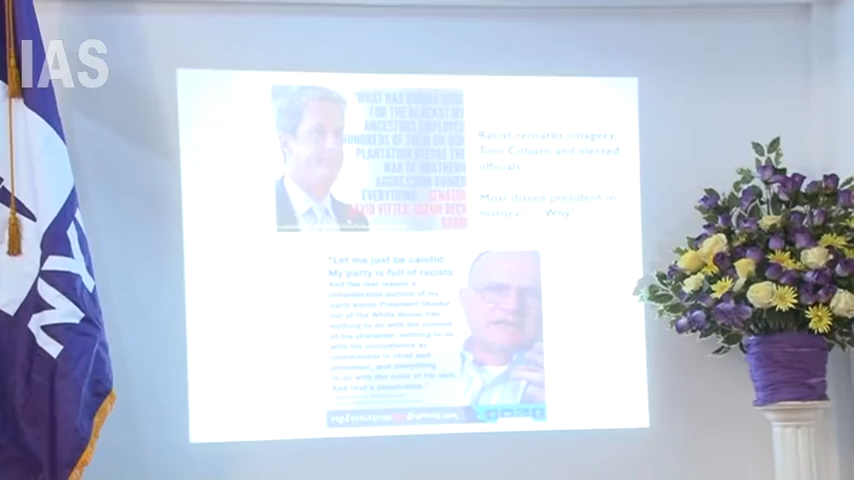 IAS
NYU
WHAT HAS OBAMA DONE
FOR THE BLACKS? MY
ANCESTORS EMPLOYED
HUNDREDS OF THEM ON OUR
PLANTATION BEFORE THE
WAR OF NORTHERN
AGGRESSION RUINED
EVERYTHING". SENATOR
DAVID VITTER, GLENN BECK
RADIO
Racist remarks, imagery:
Tom Coburn and elected
officials
Most dissed president in
history? Why?
"Let me just be candid:
My party is full of racists.
And the real reason a
considerable portion of my
party wants President Obama
out of the White House has
nothing to do with the content
of his character, nothing to do
with his competence as
commander in chief and
president, and everything
to do with the color of his skin.
And that's despicable."